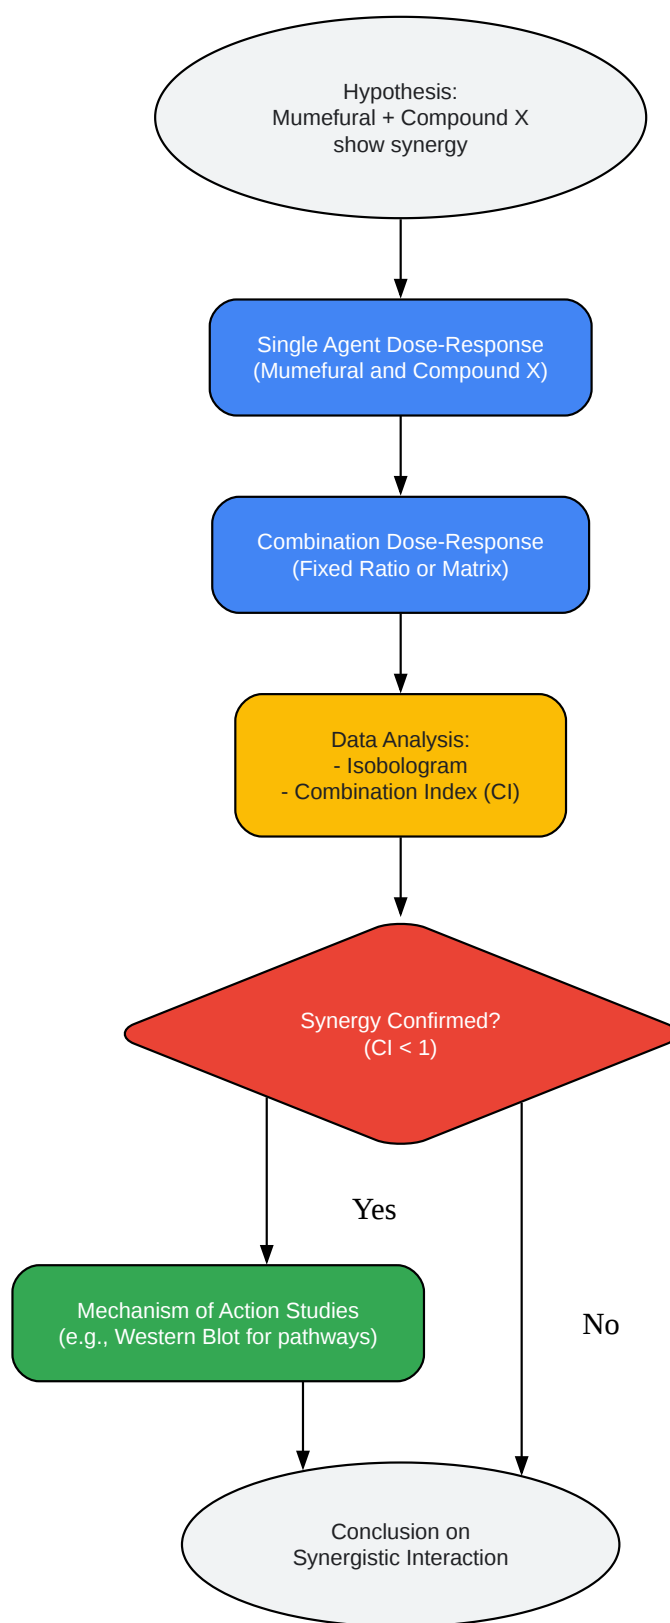 Hypothesis:
Mumefural + Compound X
show synergy
Single Agent Dose-Response
(Mumefural and Compound X)
Combination Dose-Response
(Fixed Ratio or Matrix)
Data Analysis:
- Isobologram
- Combination Index (CI)
Synergy Confirmed?
(CI < 1)
Yes
Mechanism of Action Studies
(e.g., Western Blot for pathways)
No
Conclusion on
Synergistic Interaction